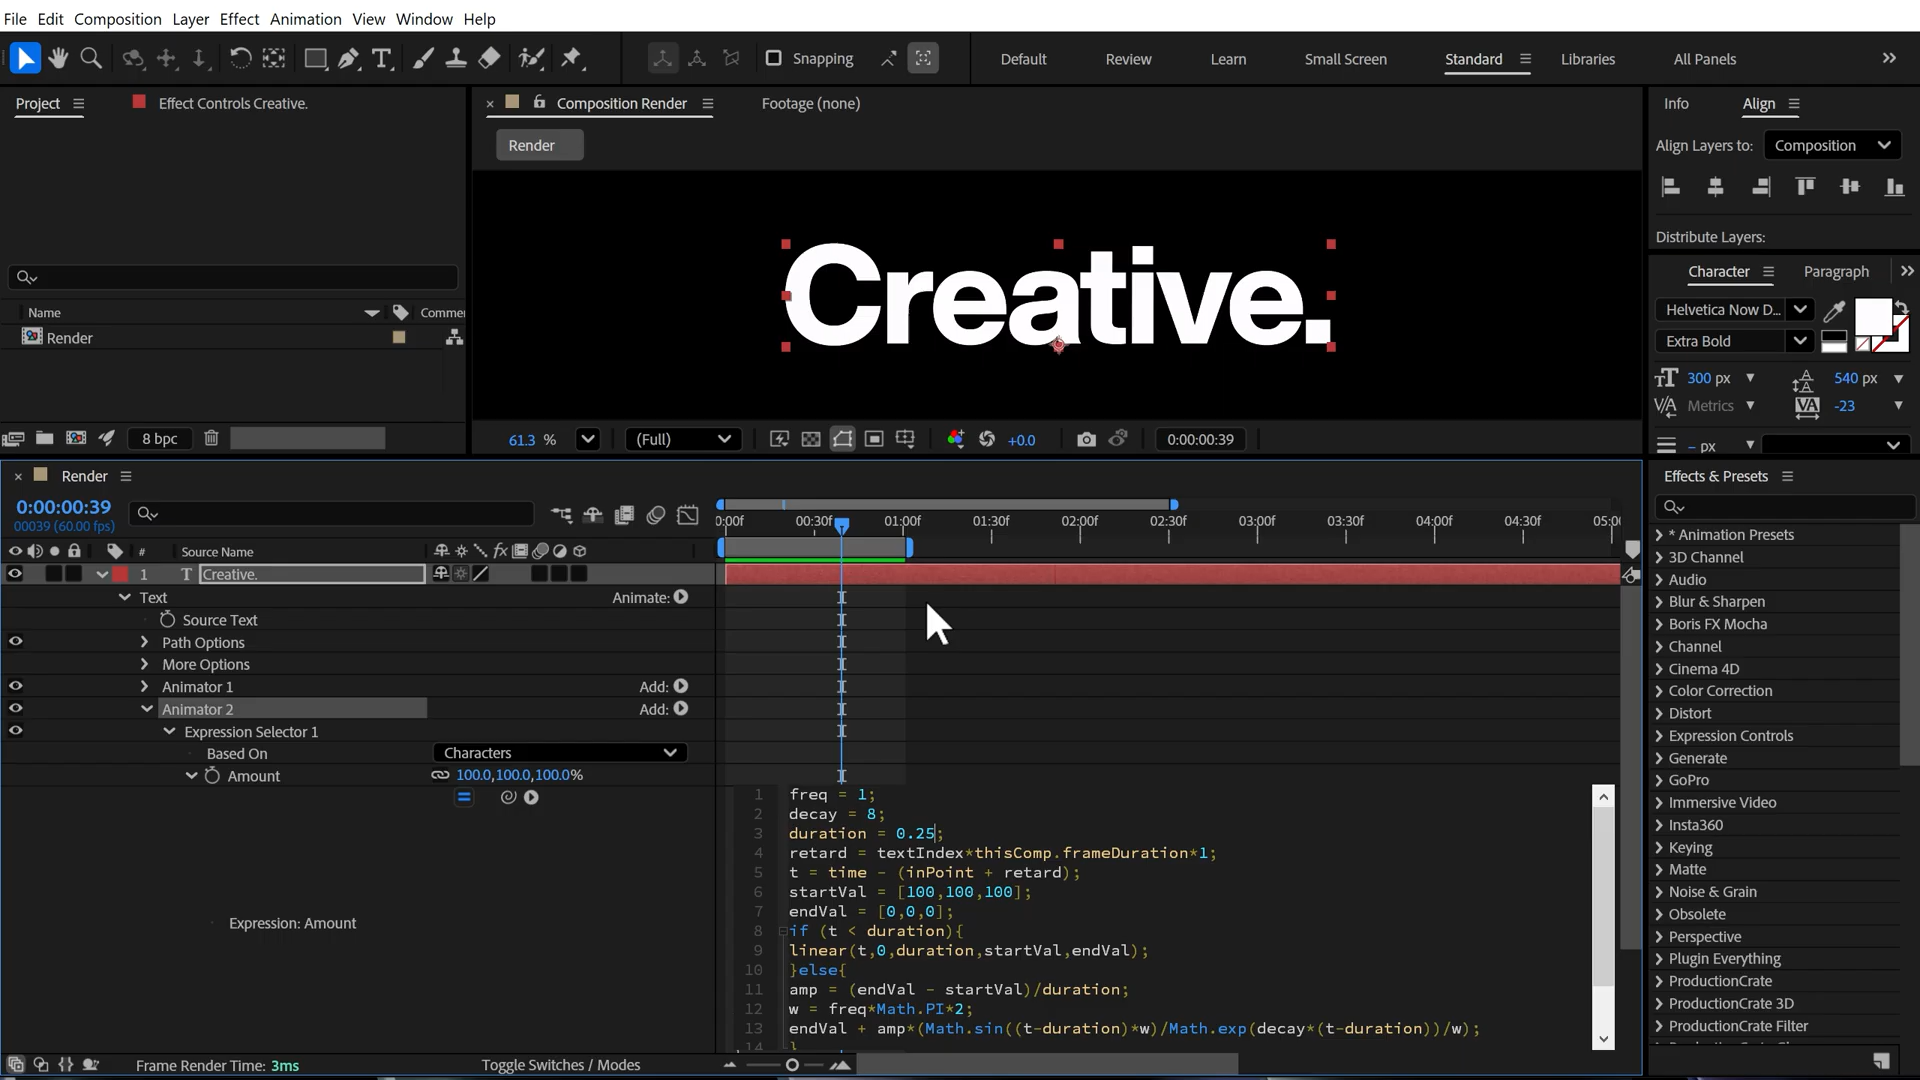 File Edit Composition Layer Effect Animation View Window Help
Snapping Default Review Learn Small Screen Standard Libraries All Panels
Project Effect Controls Creative. Composition Render Footage (none) Info Align
Render
Align Layers to: Composition
Distribute Layers:
Creative.
Character Paragraph
Helvetica Now D...
Extra Bold
300 px 540 px
Metrics -23
– px
Name Comme
Render
8 bpc
61.3 % (Full) +0.0 0:00:00:39
Render
0:00:00:39
00039 (60.00 fps)
0:00f 00:30f 01:00f 01:30f 02:00f 02:30f 03:00f 03:30f 04:00f 04:30f 05:00
# Source Name fx
1 T Creative.
Text Animate:
Source Text
Path Options
More Options
Animator 1 Add:
Animator 2 Add:
Expression Selector 1
Based On Characters
Amount 100.0,100.0,100.0%
Expression: Amount
1 freq = 1;
2 decay = 8;
3 duration = 0.25;
4 retard = textIndex*thisComp.frameDuration*1;
5 t = time - (inPoint + retard);
6 startVal = [100,100,100];
7 endVal = [0,0,0];
8 if (t < duration){
9 linear(t,0,duration,startVal,endVal);
10 }else{
11 amp = (endVal - startVal)/duration;
12 w = freq*Math.PI*2;
13 endVal + amp*(Math.sin((t-duration)*w)/Math.exp(decay*(t-duration))/w);
14 }
Frame Render Time: 3ms Toggle Switches / Modes
Effects & Presets
* Animation Presets
3D Channel
Audio
Blur & Sharpen
Boris FX Mocha
Channel
Cinema 4D
Color Correction
Distort
Expression Controls
Generate
GoPro
Immersive Video
Insta360
Keying
Matte
Noise & Grain
Obsolete
Perspective
Plugin Everything
ProductionCrate
ProductionCrate 3D
ProductionCrate Filter